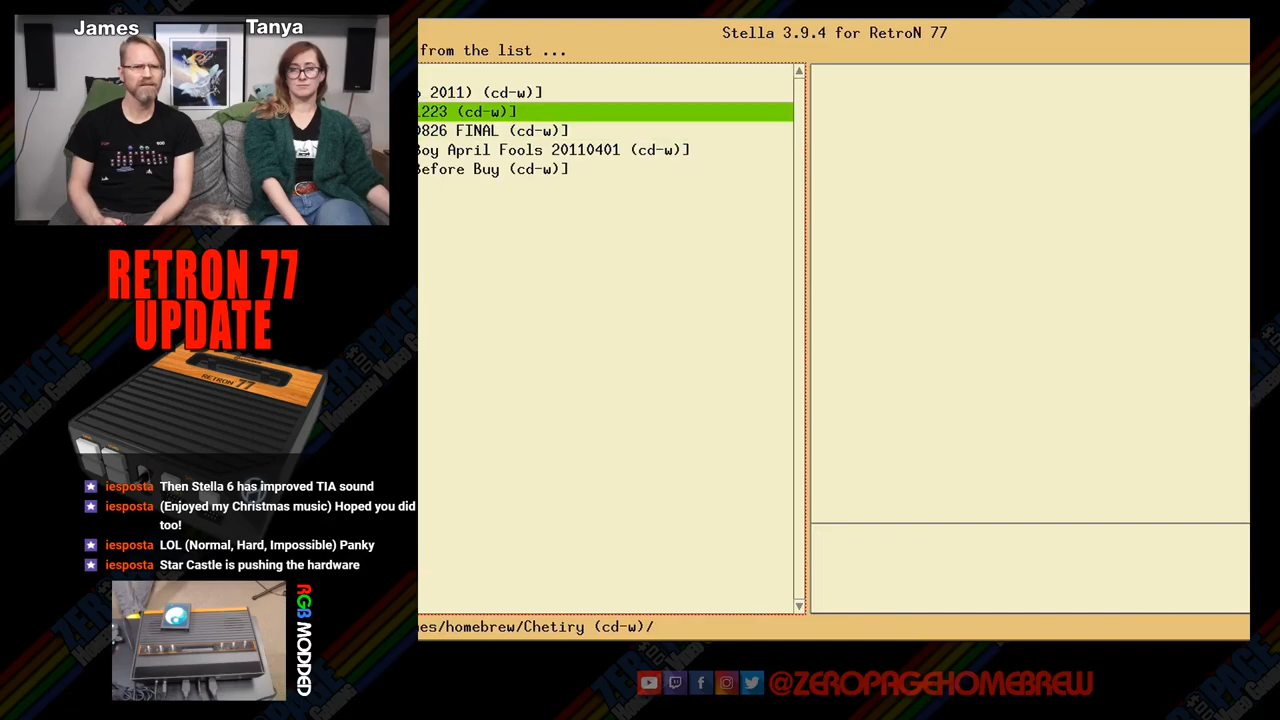 James
Tanya
Stella 3.9.4 for RetroN 77
from the list ...
2011) (cd-w)]
223 (cd-w)]
826 FINAL (cd-w)]
Boy April Fools 20110401 (cd-w)]
Before Buy (cd-w)]
RETRON 77
UPDATE
RETRON 77
iesposta Then Stella 6 has improved TIA sound
iesposta (Enjoyed my Christmas music) Hoped you did
too!
iesposta LOL (Normal, Hard, Impossible) Panky
iesposta Star Castle is pushing the hardware
RGB MODDED
mes/homebrew/Chetiry (cd-w)/
@ZEROPAGEHOMEBREW